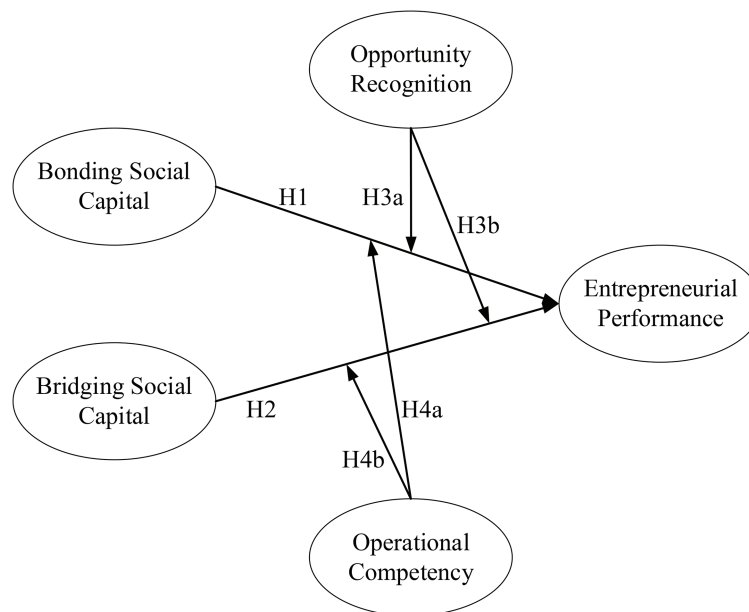 Opportunity
Recognition
Bonding Social
Capital
H1
H3a
H3b
Entrepreneurial
Performance
Bridging Social
Capital
H2
H4a
H4b
Operational
Competency